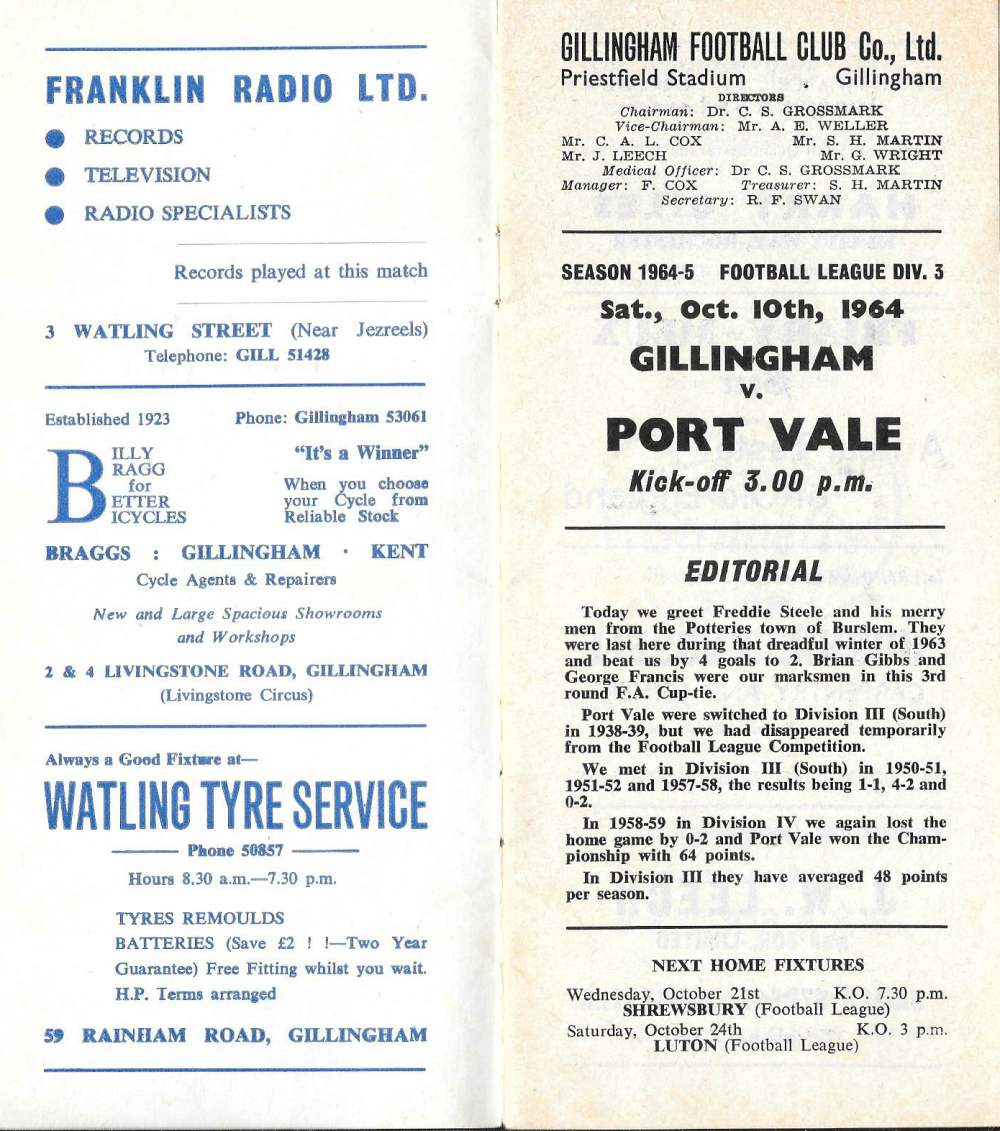 FRANKLIN RADIO LTD.
RECORDS
TELEVISION
RADIO SPECIALISTS
Records played at this match
3 WATLING STREET (Near Jezreels)
Telephone: GILL 51428
Established 1923 Phone: Gillingham 53061
BILLY
BRAGG
for
BETTER
BICYCLES
"It's a Winner"
When you choose
your Cycle from
Reliable Stock
BRAGGS : GILLINGHAM · KENT
Cycle Agents & Repairers
New and Large Spacious Showrooms
and Workshops
2 & 4 LIVINGSTONE ROAD, GILLINGHAM
(Livingstone Circus)
Always a Good Fixture at—
WATLING TYRE SERVICE
Phone 50857
Hours 8.30 a.m.—7.30 p.m.
TYRES REMOULDS
BATTERIES (Save £2 ! !—Two Year
Guarantee) Free Fitting whilst you wait.
H.P. Terms arranged
59 RAINHAM ROAD, GILLINGHAM
GILLINGHAM FOOTBALL CLUB Co., Ltd.
Priestfield Stadium . Gillingham
DIRECTORS
Chairman: Dr. C. S. GROSSMARK
Vice-Chairman: Mr. A. E. WELLER
Mr. C. A. L. COX Mr. S. H. MARTIN
Mr. J. LEECH Mr. G. WRIGHT
Medical Officer: Dr C. S. GROSSMARK
Manager: F. COX Treasurer: S. H. MARTIN
Secretary: R. F. SWAN
SEASON 1964-5 FOOTBALL LEAGUE DIV. 3
Sat., Oct. 10th, 1964
GILLINGHAM
v.
PORT VALE
Kick-off 3.00 p.m.
EDITORIAL
Today we greet Freddie Steele and his merry
men from the Potteries town of Burslem. They
were last here during that dreadful winter of 1963
and beat us by 4 goals to 2. Brian Gibbs and
George Francis were our marksmen in this 3rd
round F.A. Cup-tie.
Port Vale were switched to Division III (South)
in 1938-39, but we had disappeared temporarily
from the Football League Competition.
We met in Division III (South) in 1950-51,
1951-52 and 1957-58, the results being 1-1, 4-2 and
0-2.
In 1958-59 in Division IV we again lost the
home game by 0-2 and Port Vale won the Cham-
pionship with 64 points.
In Division III they have averaged 48 points
per season.
NEXT HOME FIXTURES
Wednesday, October 21st K.O. 7.30 p.m.
SHREWSBURY (Football League)
Saturday, October 24th K.O. 3 p.m.
LUTON (Football League)